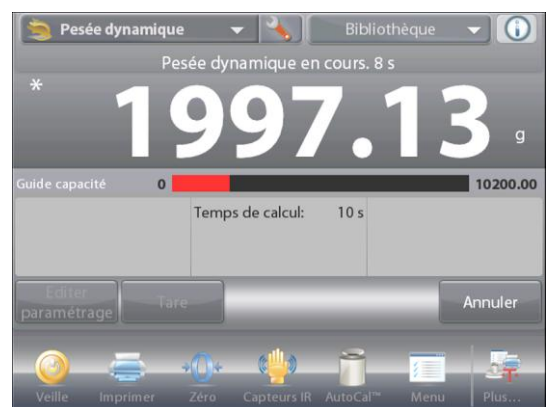 Pesée dynamique Bibliothèque
Pesée dynamique en cours. 8 s
*
1997.13 g
Guide capacité 0 10200.00
Temps de calcul: 10 s
Editer
paramétrage Tare Annuler
Veille Imprimer Zéro Capteurs IR AutoCal™ Menu Plus...